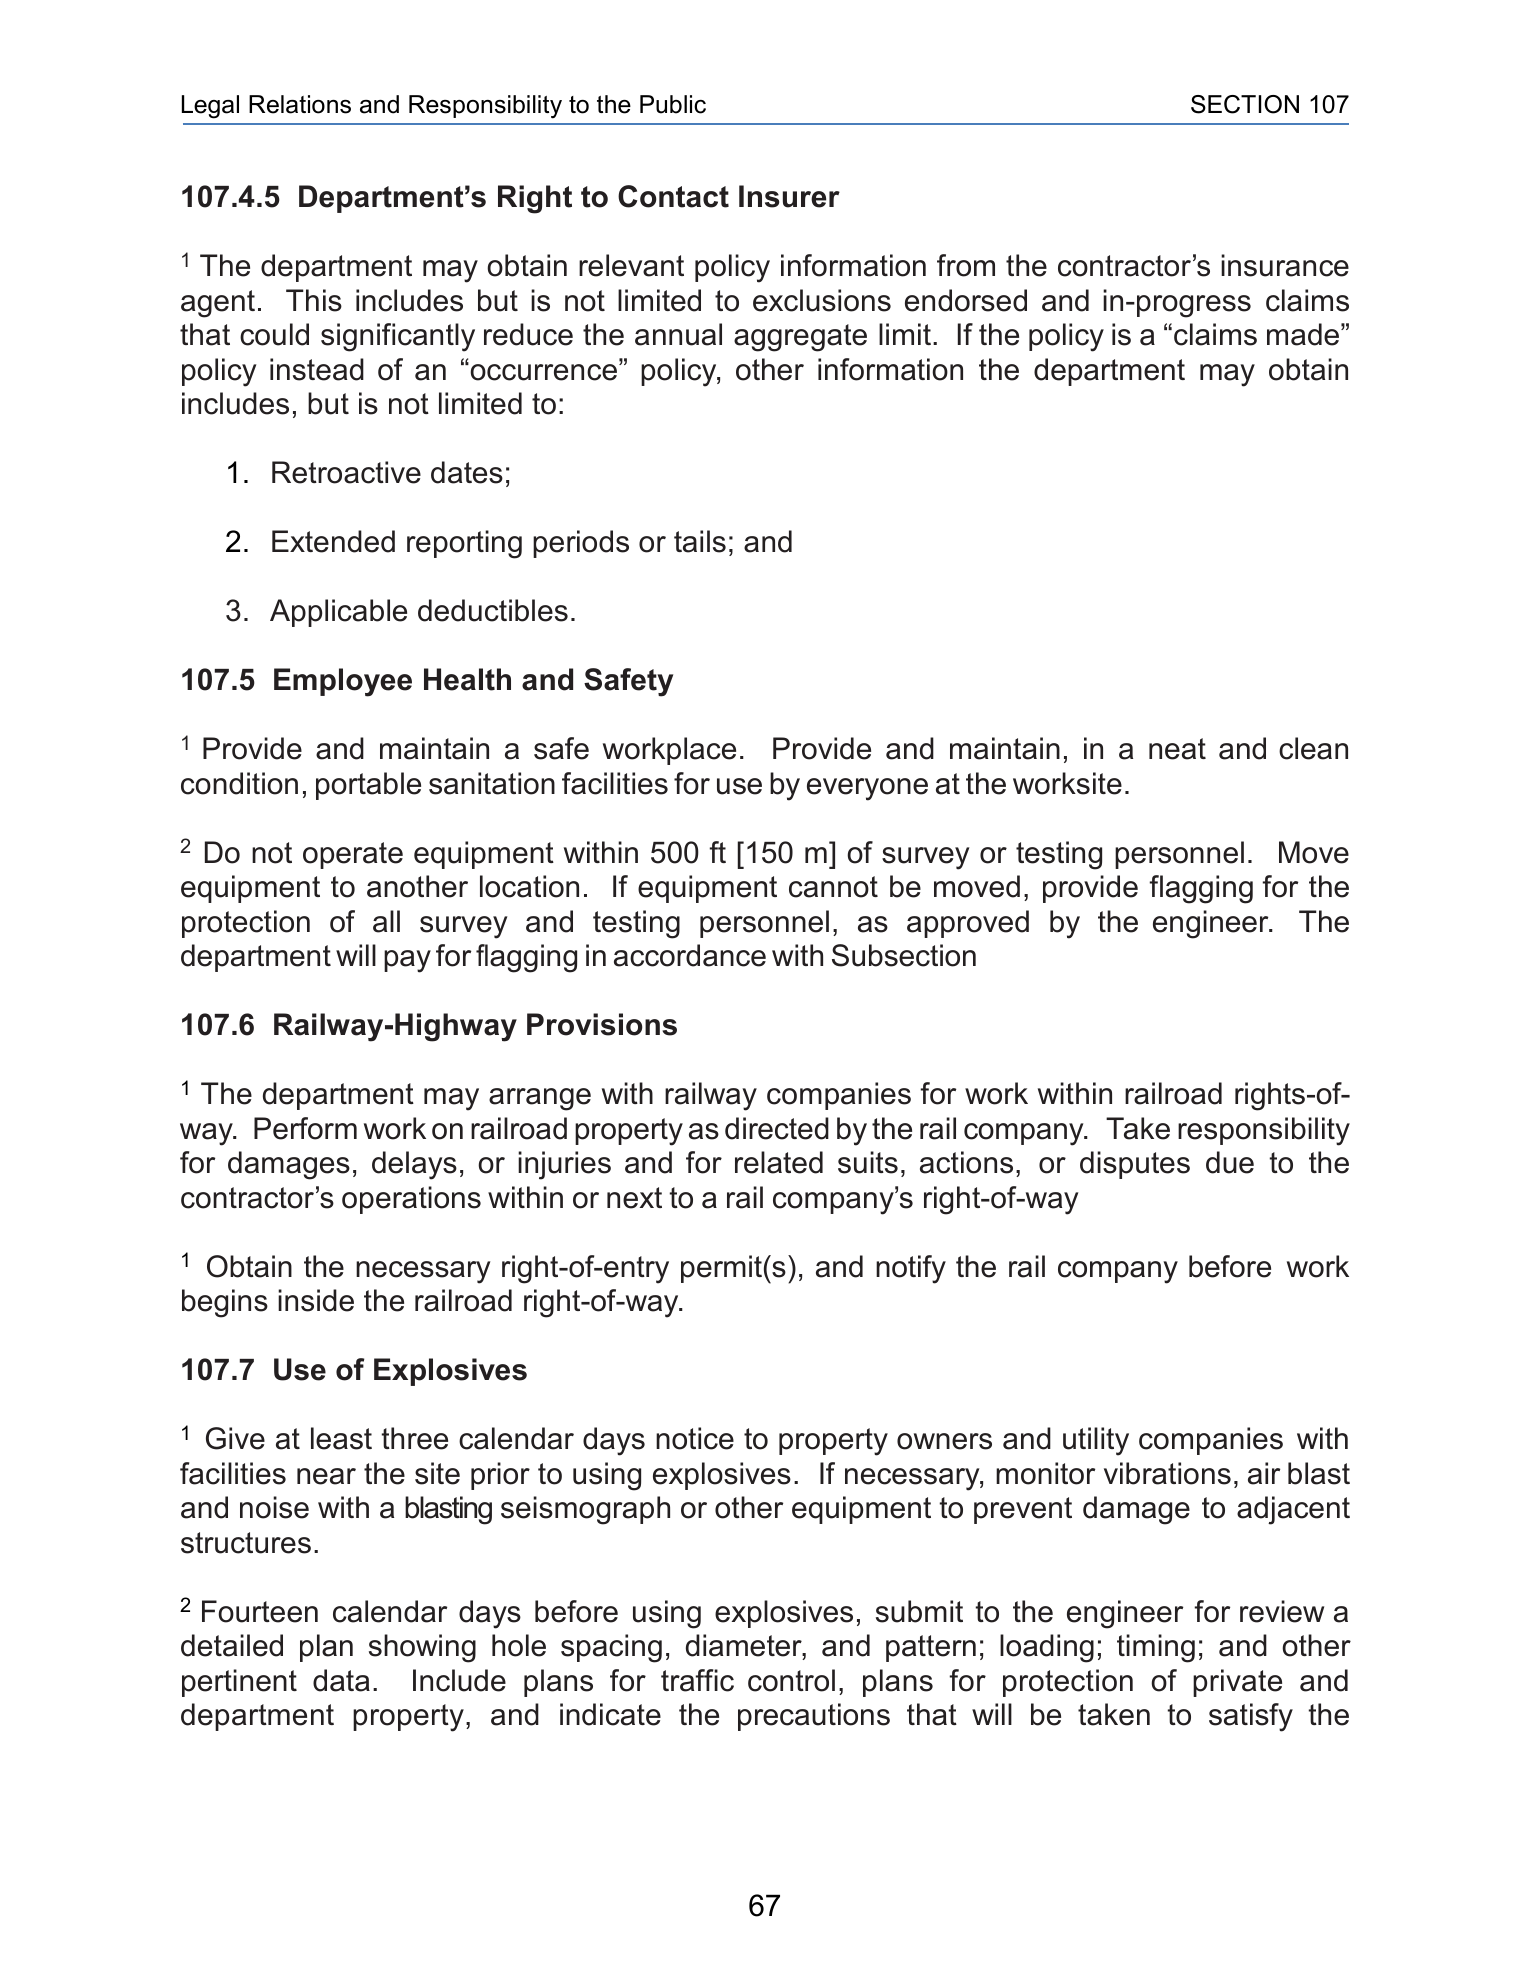 Legal Relations and Responsibility to the Public SECTION 107
107.4.5 Department’s Right to Contact Insurer
1 The department may obtain relevant policy information from the contractor’s insurance
agent. This includes but is not limited to exclusions endorsed and in-progress claims
that could significantly reduce the annual aggregate limit. If the policy is a “claims made”
policy instead of an “occurrence” policy, other information the department may obtain
includes, but is not limited to:
1. Retroactive dates;
2. Extended reporting periods or tails; and
3. Applicable deductibles.
107.5 Employee Health and Safety
1 Provide and maintain a safe workplace. Provide and maintain, in a neat and clean
condition, portable sanitation facilities for use by everyone at the worksite.
2 Do not operate equipment within 500 ft [150 m] of survey or testing personnel. Move
equipment to another location. If equipment cannot be moved, provide flagging for the
protection of all survey and testing personnel, as approved by the engineer. The
department will pay for flagging in accordance with Subsection
107.6 Railway-Highway Provisions
1 The department may arrange with railway companies for work within railroad rights-of-
way. Perform work on railroad property as directed by the rail company. Take responsibility
for damages, delays, or injuries and for related suits, actions, or disputes due to the
contractor’s operations within or next to a rail company’s right-of-way
1 Obtain the necessary right-of-entry permit(s), and notify the rail company before work
begins inside the railroad right-of-way.
107.7 Use of Explosives
1 Give at least three calendar days notice to property owners and utility companies with
facilities near the site prior to using explosives. If necessary, monitor vibrations, air blast
and noise with a blasting seismograph or other equipment to prevent damage to adjacent
structures.
2 Fourteen calendar days before using explosives, submit to the engineer for review a
detailed plan showing hole spacing, diameter, and pattern; loading; timing; and other
pertinent data. Include plans for traffic control, plans for protection of private and
department property, and indicate the precautions that will be taken to satisfy the
67